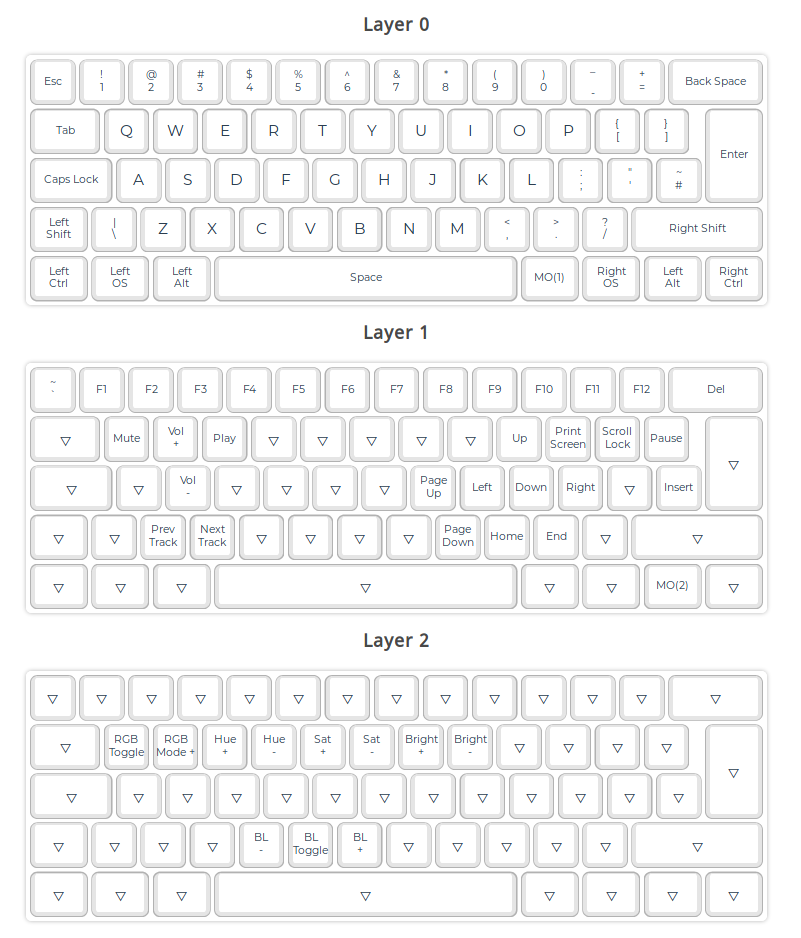 Layer 0
Esc ! 1 @ 2 # 3 $ 4 % 5 ^ 6 & 7 * 8 ( 9 ) 0 _ - + = Back Space
Tab Q W E R T Y U I O P { [ } ] Enter
Caps Lock A S D F G H J K L : ; " ' ~ #
Left Shift | \ Z X C V B N M < , > . ? / Right Shift
Left Ctrl Left OS Left Alt Space MO(1) Right OS Left Alt Right Ctrl
Layer 1
~ ` F1 F2 F3 F4 F5 F6 F7 F8 F9 F10 F11 F12 Del
▽ Mute Vol + Play ▽ ▽ ▽ ▽ ▽ Up Print Screen Scroll Lock Pause ▽
▽ ▽ Vol - ▽ ▽ ▽ ▽ Page Up Left Down Right ▽ Insert
▽ ▽ Prev Track Next Track ▽ ▽ ▽ ▽ Page Down Home End ▽ ▽
▽ ▽ ▽ ▽ ▽ ▽ MO(2) ▽
Layer 2
▽ ▽ ▽ ▽ ▽ ▽ ▽ ▽ ▽ ▽ ▽ ▽ ▽ ▽
▽ RGB Toggle RGB Mode + Hue + Hue - Sat + Sat - Bright + Bright - ▽ ▽ ▽ ▽ ▽
▽ ▽ ▽ ▽ ▽ ▽ ▽ ▽ ▽ ▽ ▽ ▽ ▽
▽ ▽ ▽ ▽ BL - BL Toggle BL + ▽ ▽ ▽ ▽ ▽ ▽
▽ ▽ ▽ ▽ ▽ ▽ ▽ ▽